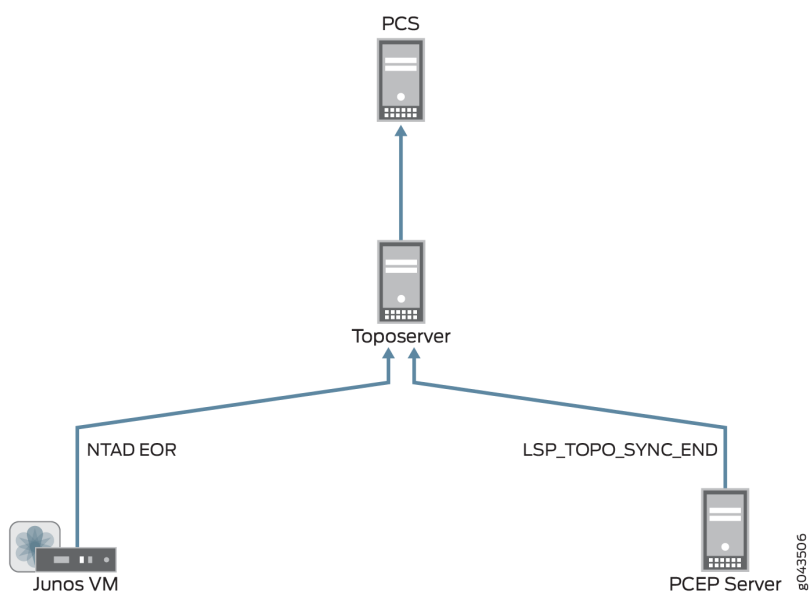 PCS
Toposerver
NTAD EOR
LSP_TOPO_SYNC_END
Junos VM
PCEP Server
g043506